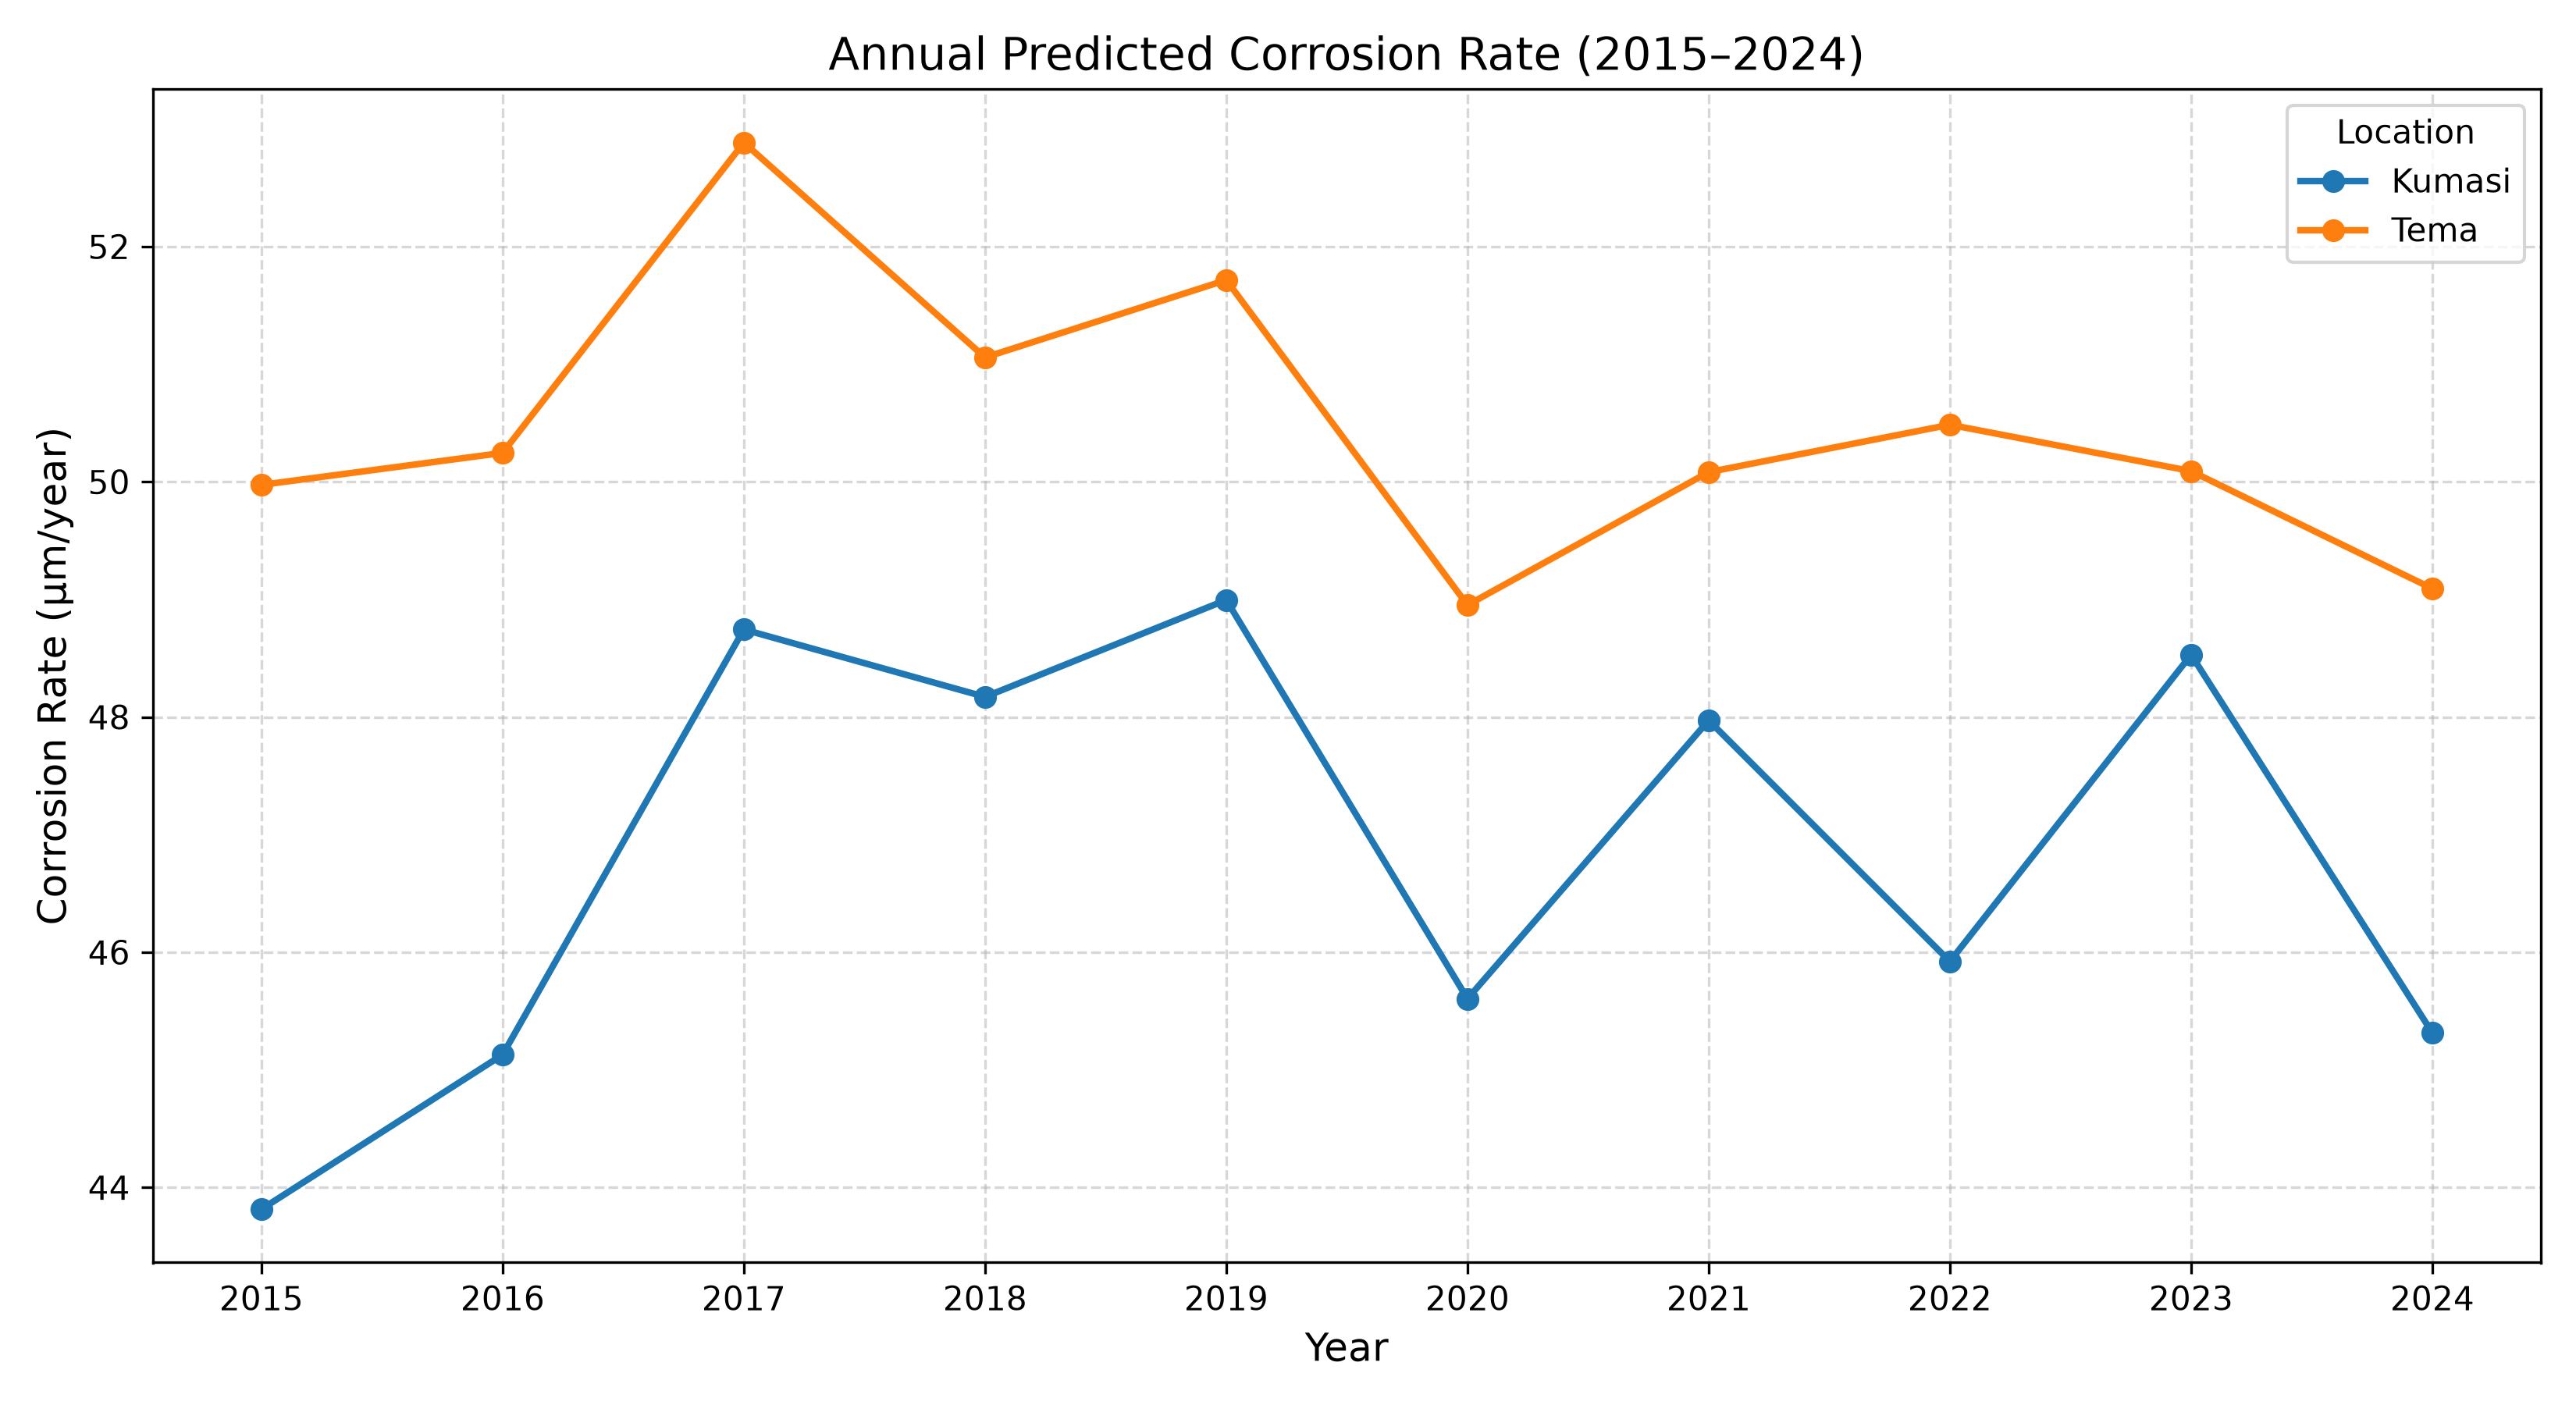 Annual Predicted Corrosion Rate (2015–2024)
Location
Kumasi
Tema
52
50
48
46
44
Corrosion Rate (µm/year)
2015 2016 2017 2018 2019 2020 2021 2022 2023 2024
Year